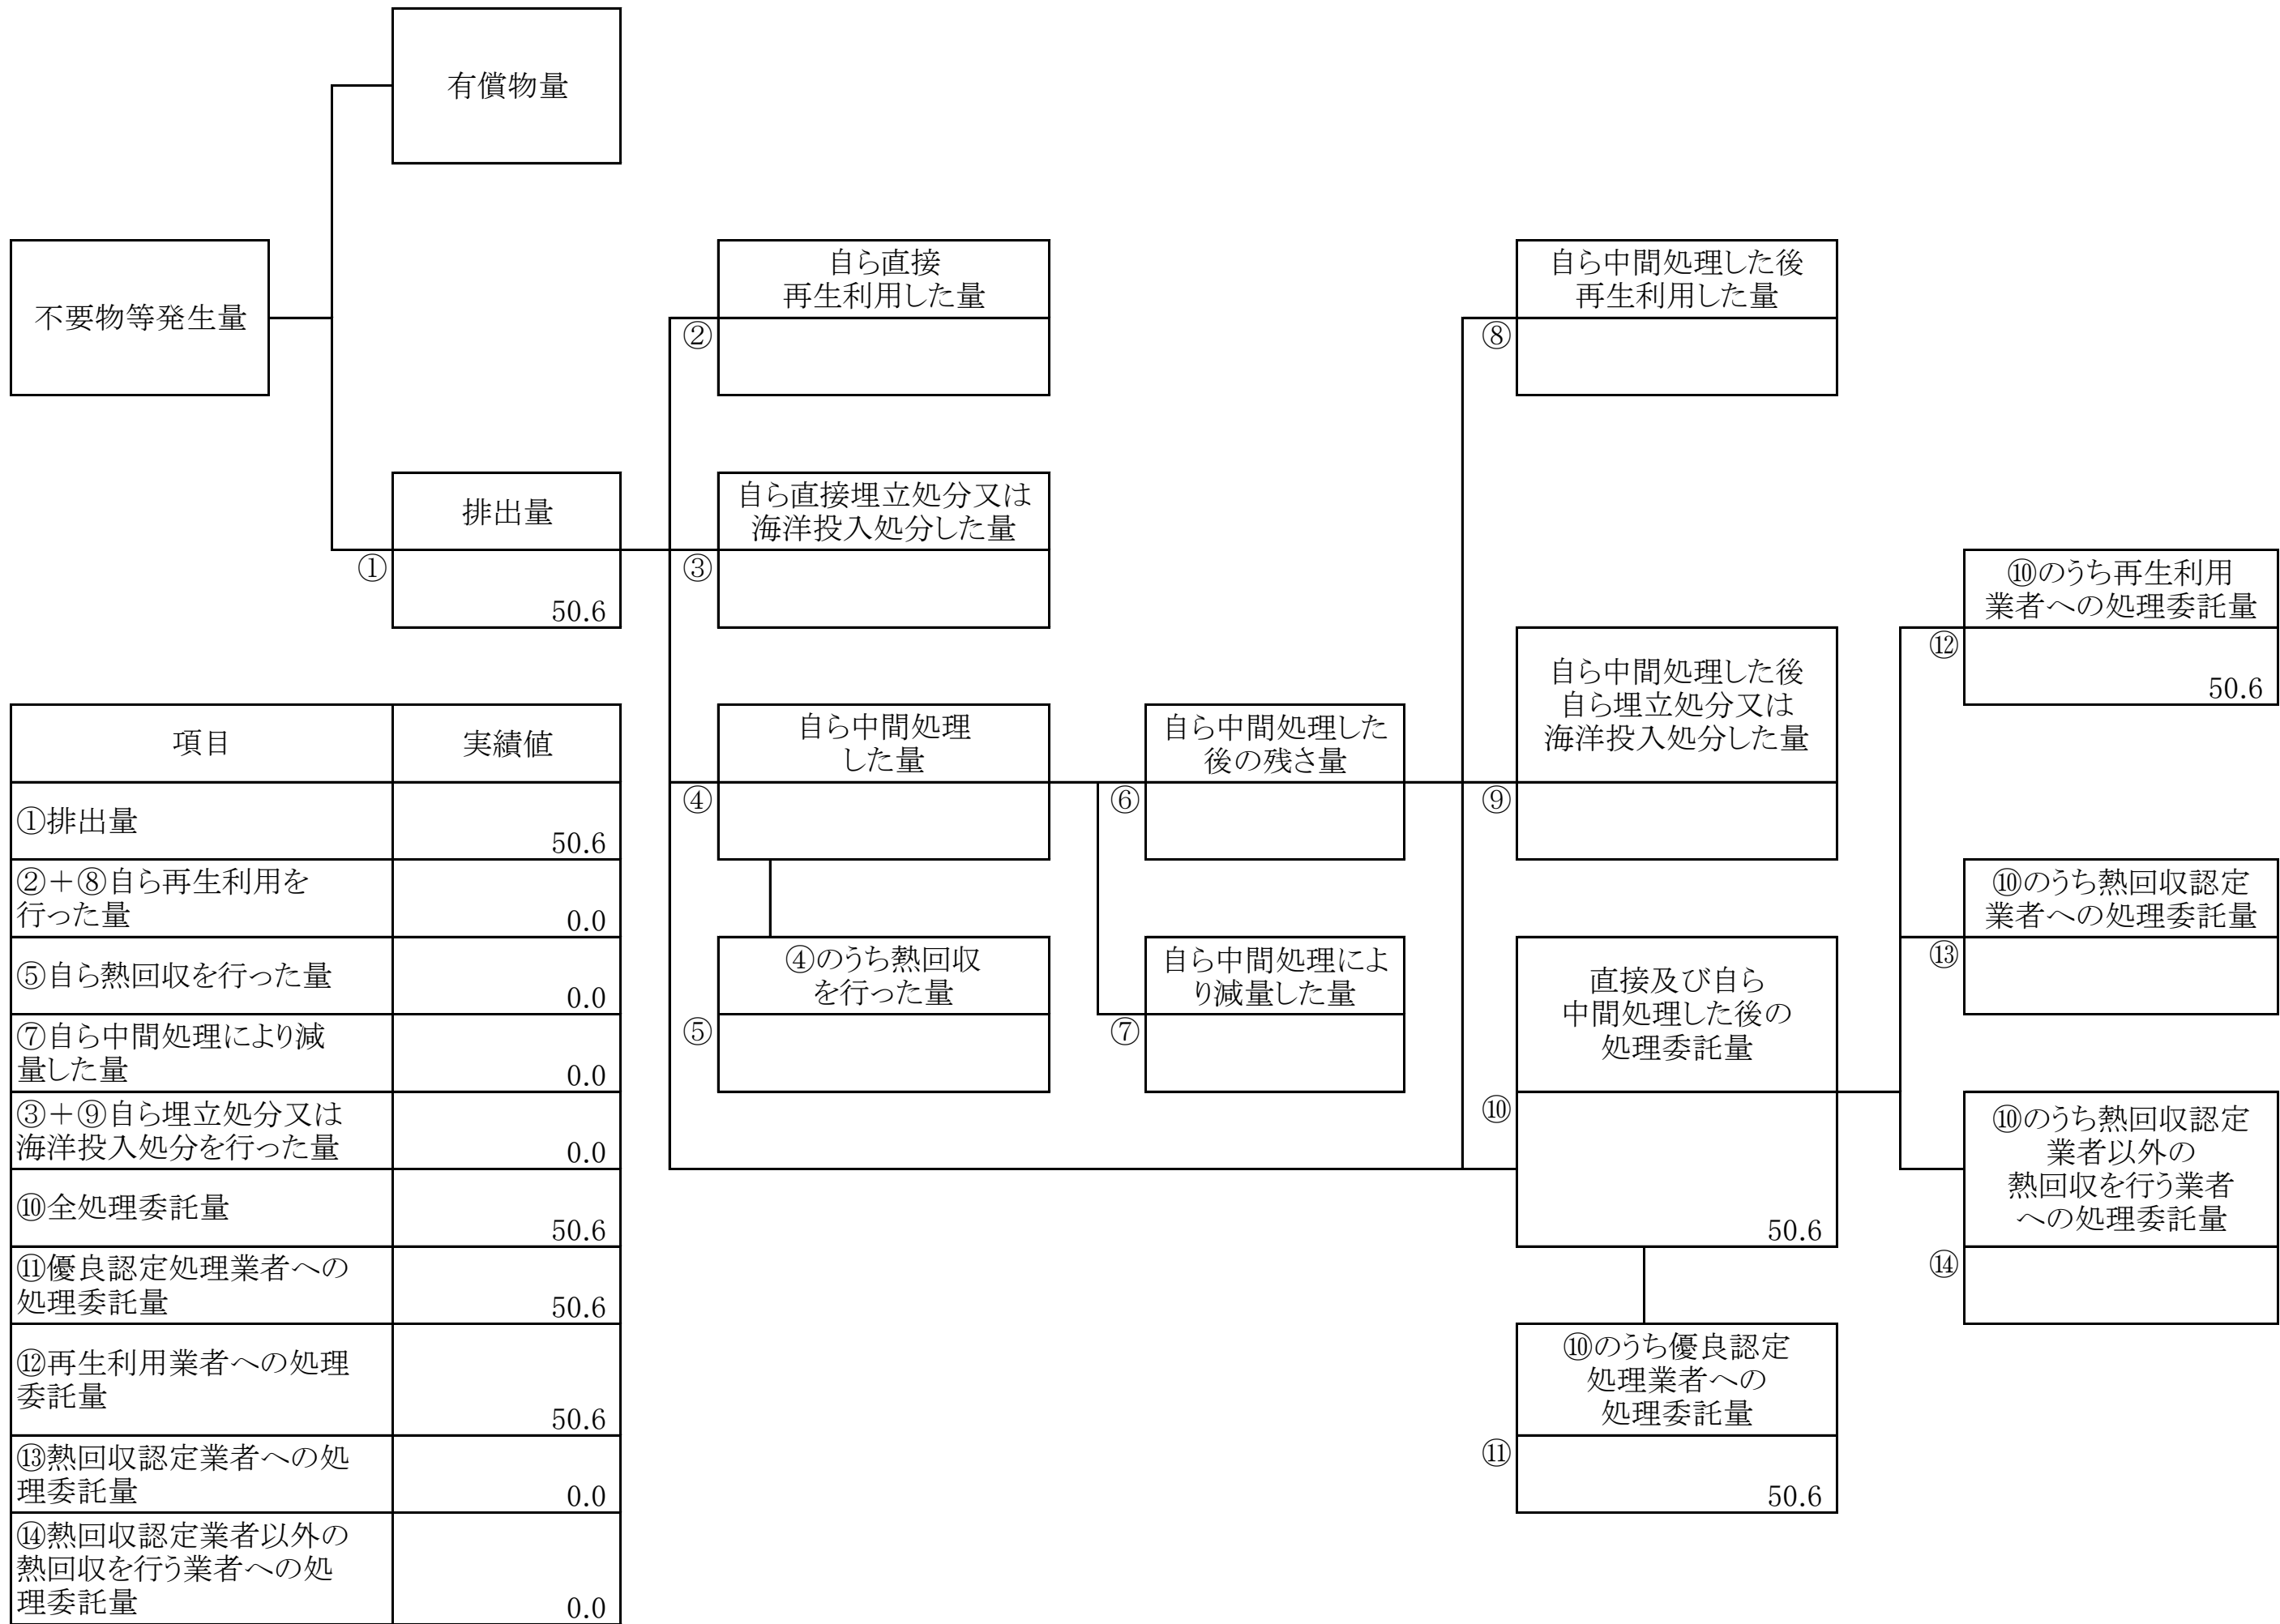 有償物量
不要物等発生量
自ら直接
再生利用した量
②
自ら中間処理した後
再生利用した量
⑧
排出量
①
50.6
自ら直接埋立処分又は
海洋投入処分した量
③
⑩のうち再生利用
業者への処理委託量
⑫
50.6
自ら中間処理した後
自ら埋立処分又は
海洋投入処分した量
⑨
自ら中間処理
した量
④
自ら中間処理した
後の残さ量
⑥
⑩のうち熱回収認定
業者への処理委託量
⑬
④のうち熱回収
を行った量
⑤
自ら中間処理によ
り減量した量
⑦
直接及び自ら
中間処理した後の
処理委託量
⑩
50.6
⑩のうち熱回収認定
業者以外の
熱回収を行う業者
への処理委託量
⑭
⑩のうち優良認定
処理業者への
処理委託量
⑪
50.6
項目 実績値
①排出量
50.6
②+⑧自ら再生利用を
行った量
0.0
⑤自ら熱回収を行った量
0.0
⑦自ら中間処理により減
量した量
0.0
③+⑨自ら埋立処分又は
海洋投入処分を行った量
0.0
⑩全処理委託量
50.6
⑪優良認定処理業者への
処理委託量
50.6
⑫再生利用業者への処理
委託量
50.6
⑬熱回収認定業者への処
理委託量
0.0
⑭熱回収認定業者以外の
熱回収を行う業者への処
理委託量
0.0